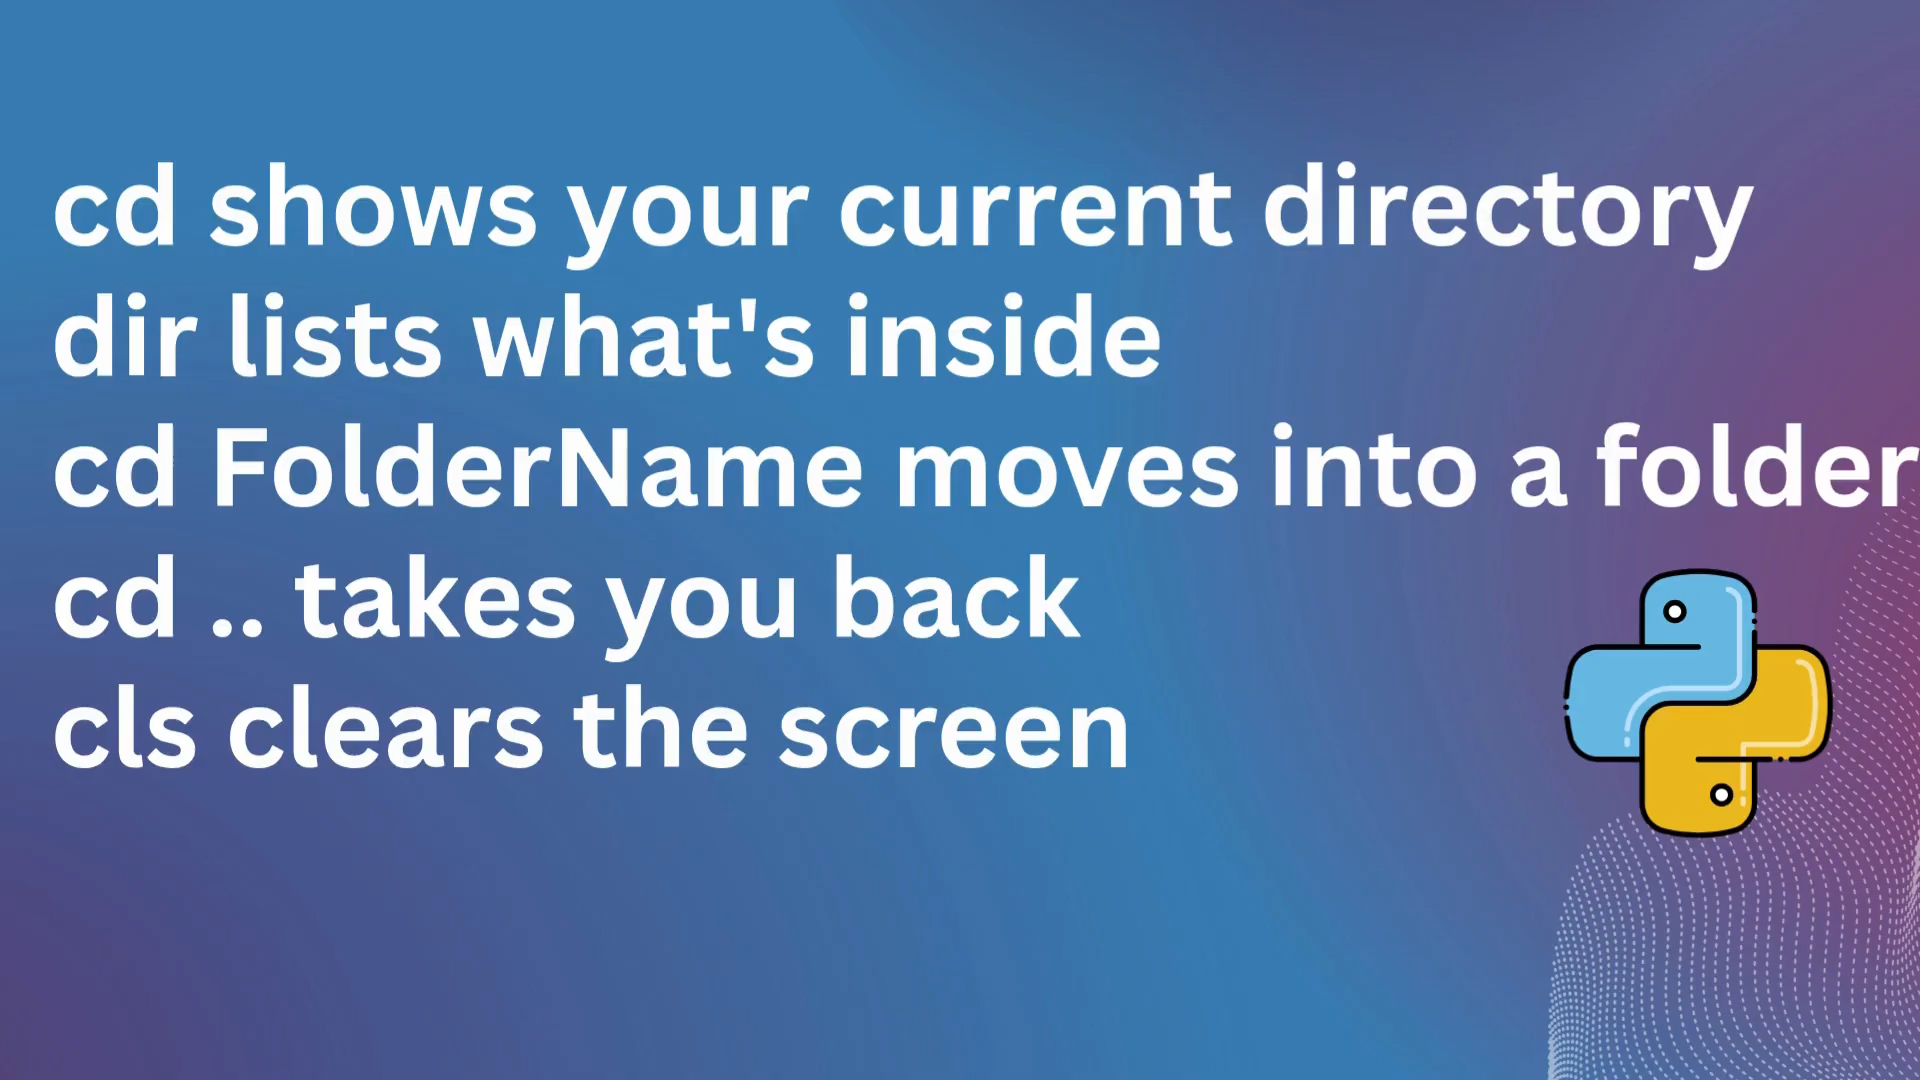 cd shows your current directory
dir lists what's inside
cd FolderName moves into a folder
cd .. takes you back
cls clears the screen